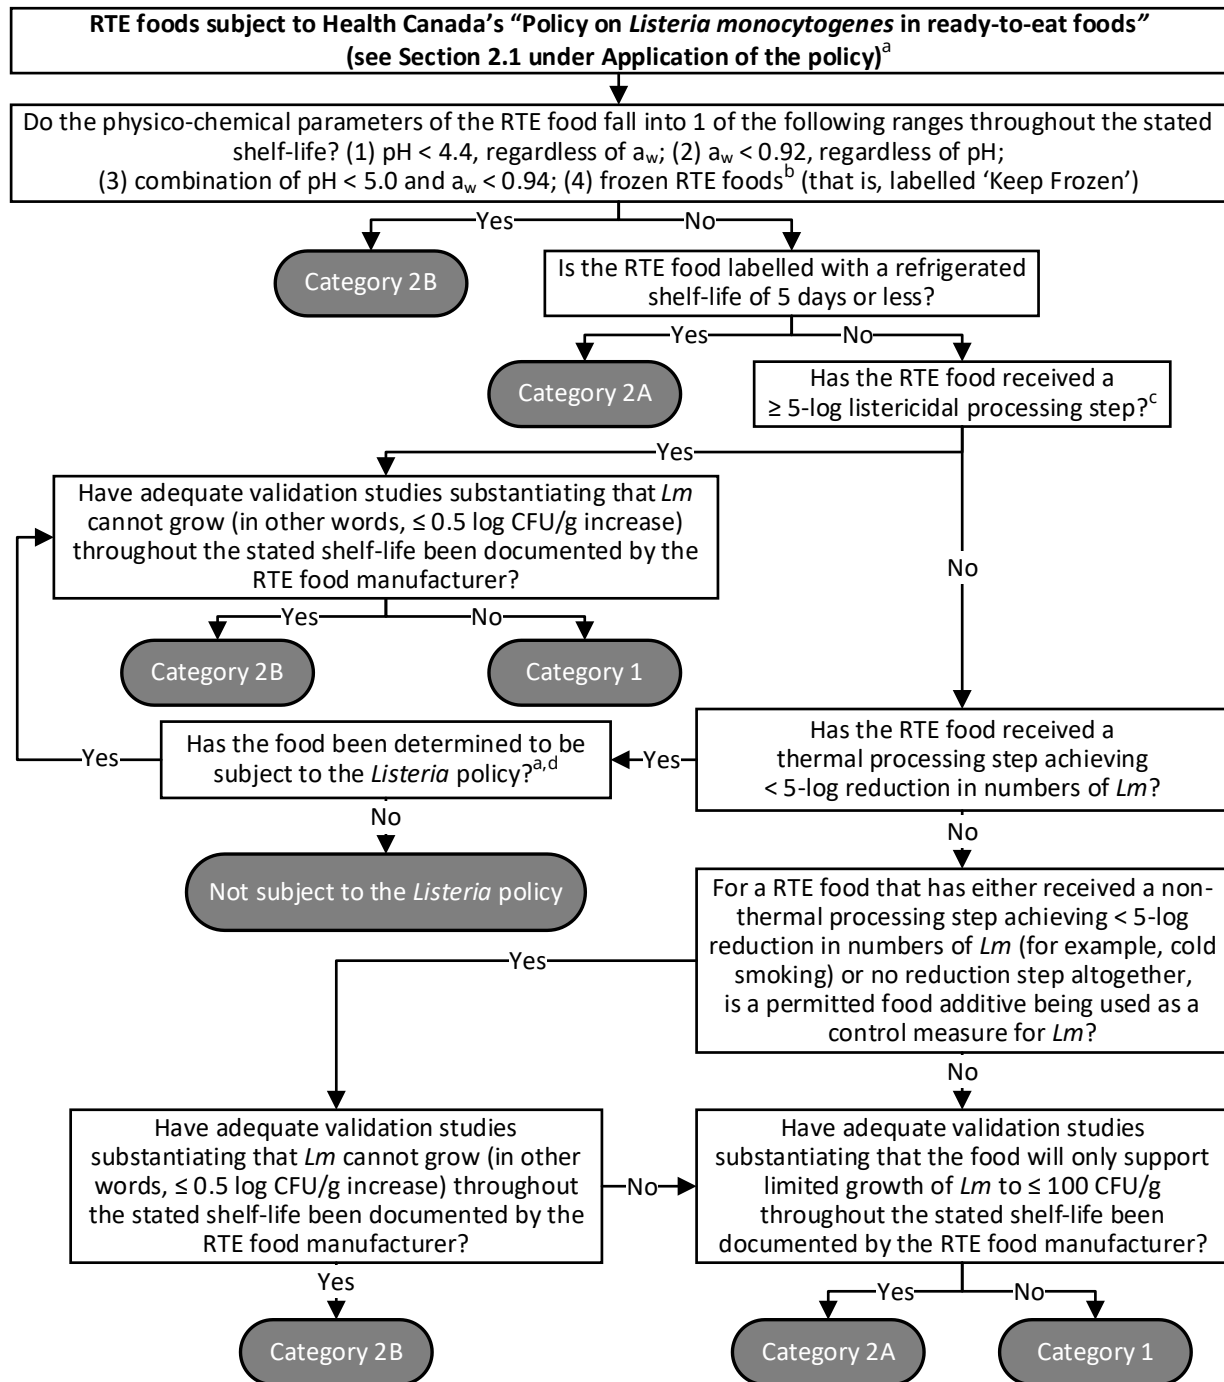 RTE foods subject to Health Canada’s “Policy on Listeria monocytogenes in ready-to-eat foods”
(see Section 2.1 under Application of the policy)a
Do the physico-chemical parameters of the RTE food fall into 1 of the following ranges throughout the stated
shelf-life? (1) pH < 4.4, regardless of aw; (2) aw < 0.92, regardless of pH;
(3) combination of pH < 5.0 and aw < 0.94; (4) frozen RTE foodsb (that is, labelled ‘Keep Frozen’)
Yes
No
Category 2B
Is the RTE food labelled with a refrigerated
shelf-life of 5 days or less?
Yes
No
Category 2A
Has the RTE food received a
≥ 5-log listericidal processing step?c
Yes
No
Have adequate validation studies substantiating that Lm
cannot grow (in other words, ≤ 0.5 log CFU/g increase)
throughout the stated shelf-life been documented by the
RTE food manufacturer?
Yes
No
Category 2B
Category 1
Has the RTE food received a
thermal processing step achieving
< 5-log reduction in numbers of Lm?
Yes
Has the food been determined to be
subject to the Listeria policy?a,d
Yes
No
Not subject to the Listeria policy
No
For a RTE food that has either received a non-
thermal processing step achieving < 5-log
reduction in numbers of Lm (for example, cold
smoking) or no reduction step altogether,
is a permitted food additive being used as a
control measure for Lm?
Yes
No
Have adequate validation studies
substantiating that Lm cannot grow (in other
words, ≤ 0.5 log CFU/g increase) throughout
the stated shelf-life been documented by the
RTE food manufacturer?
No
Yes
Category 2B
Have adequate validation studies
substantiating that the food will only support
limited growth of Lm to ≤ 100 CFU/g
throughout the stated shelf-life been
documented by the RTE food manufacturer?
Yes
No
Category 2A
Category 1